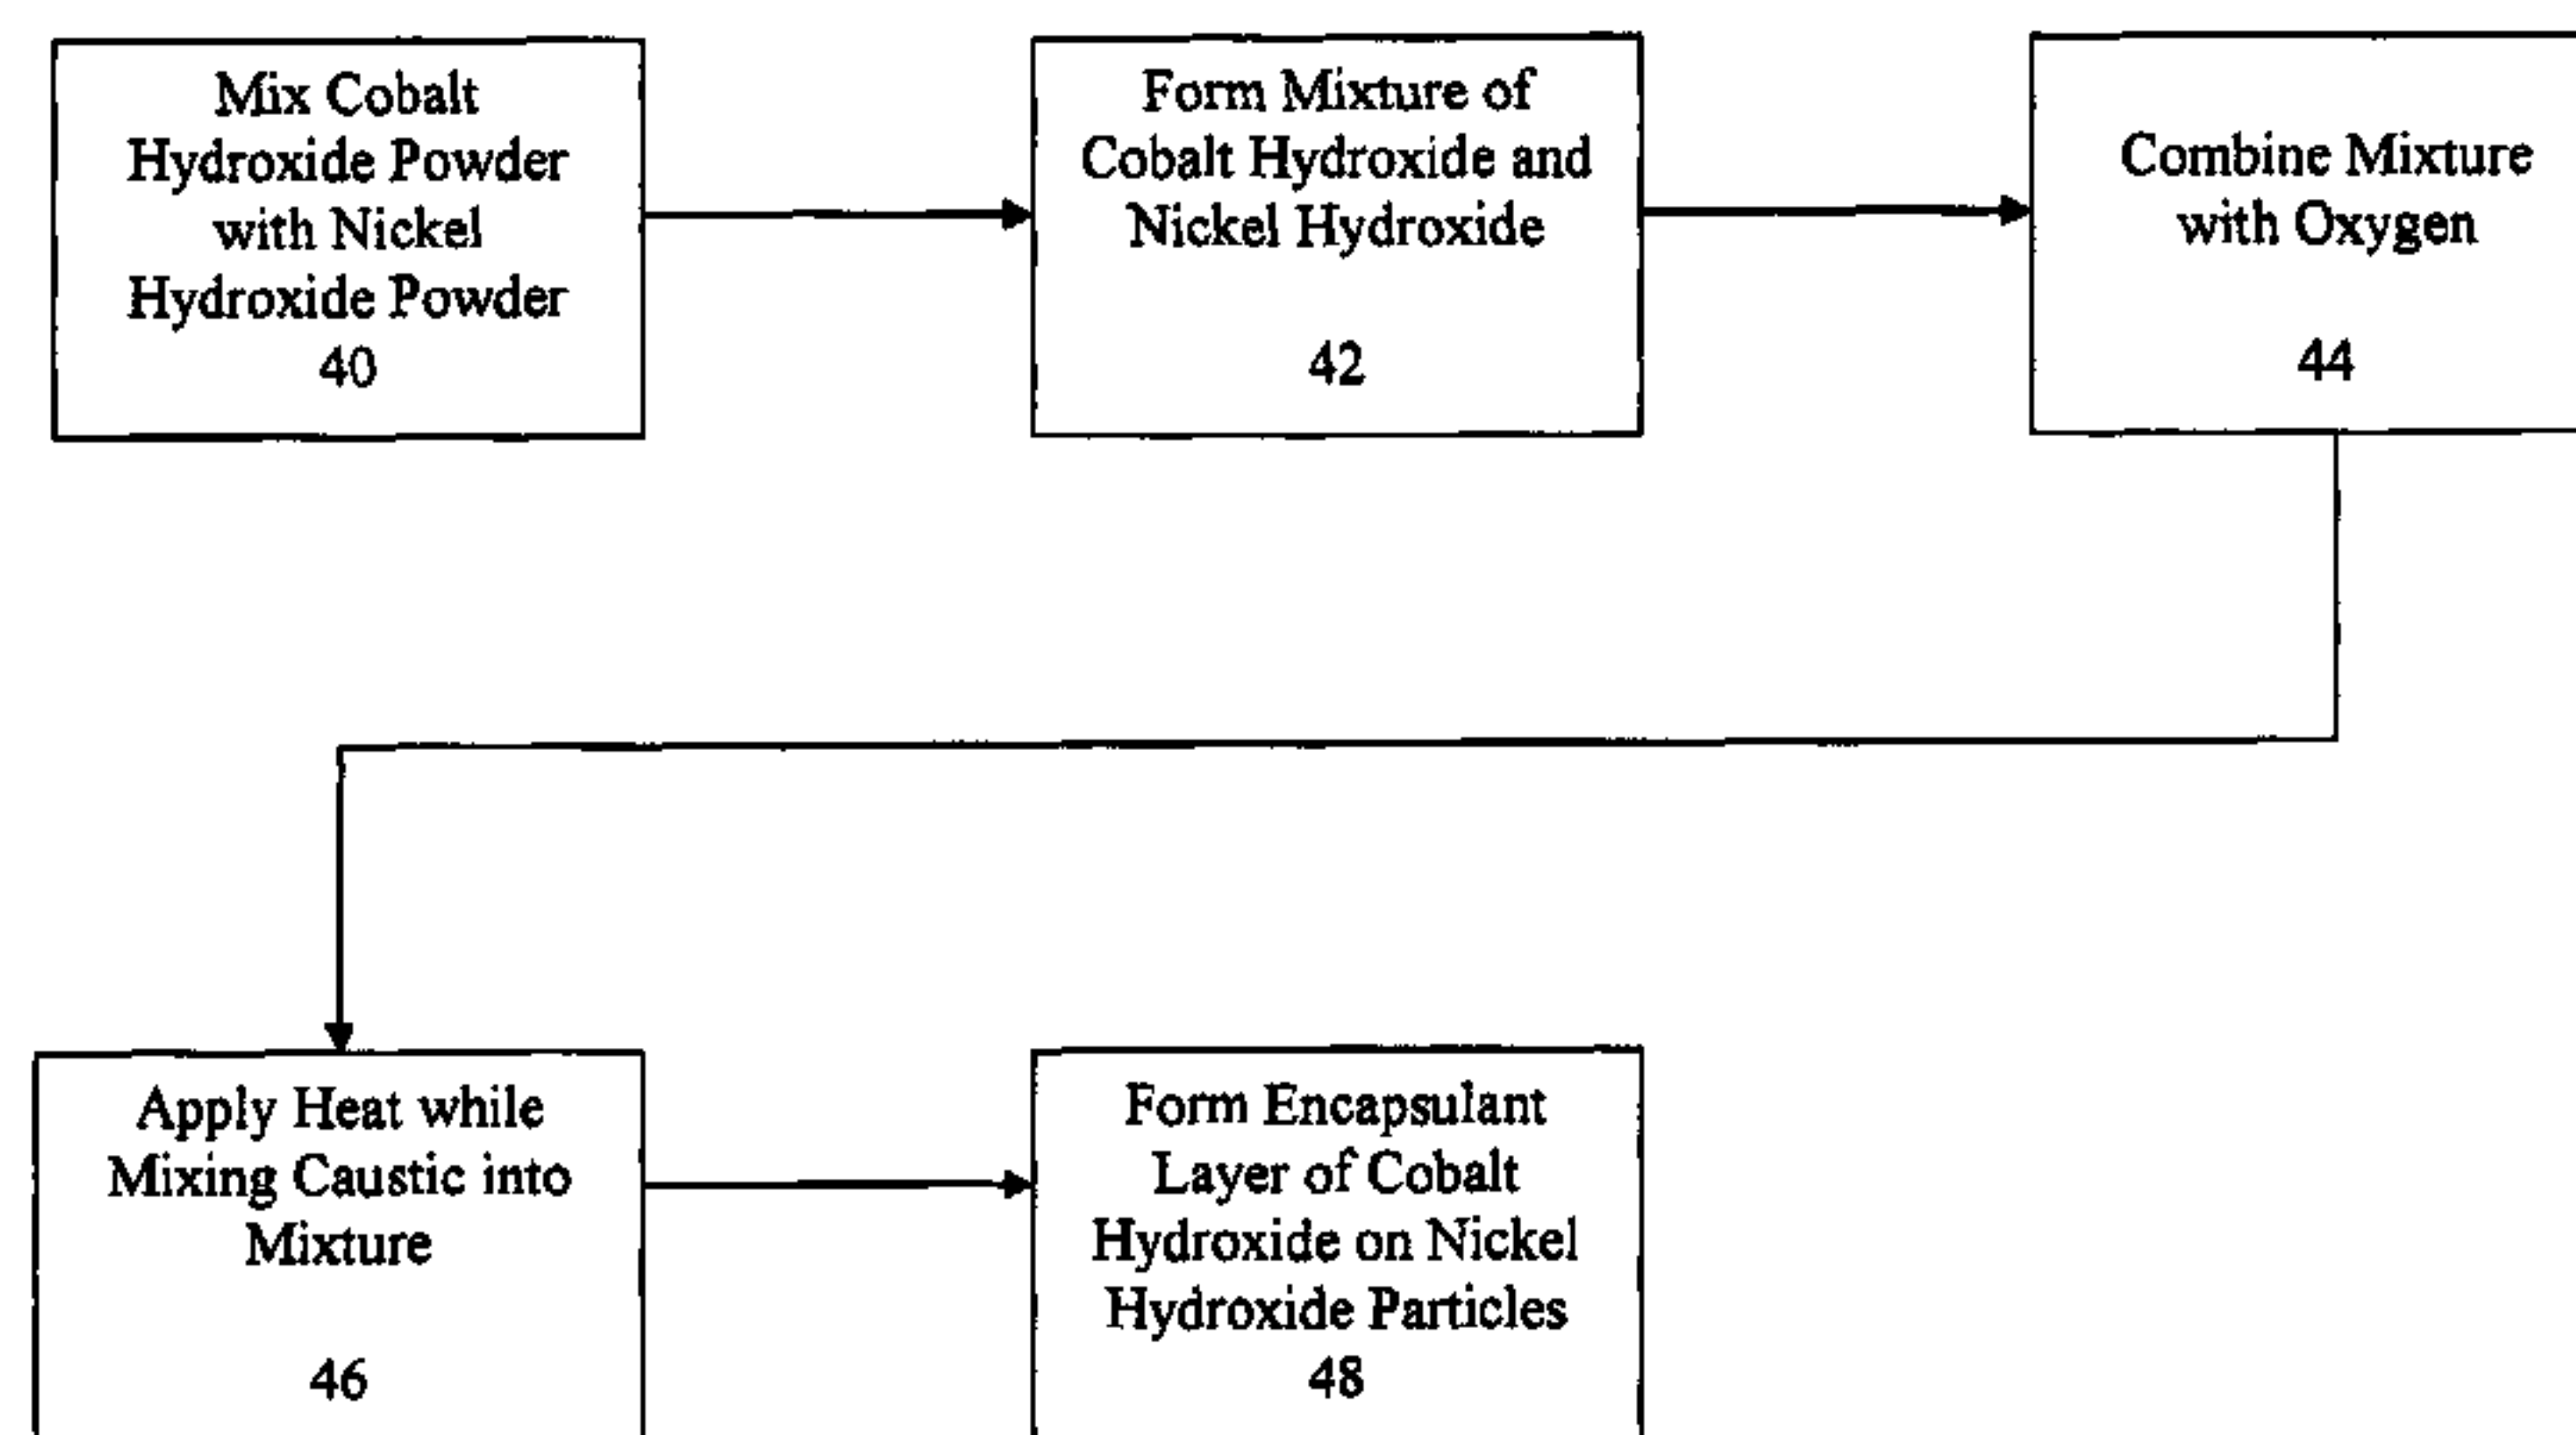 Mix Cobalt
Hydroxide Powder
with Nickel
Hydroxide Powder
40
Form Mixture of
Cobalt Hydroxide and
Nickel Hydroxide
42
Combine Mixture
with Oxygen
44
Apply Heat while
Mixing Caustic into
Mixture
46
Form Encapsulant
Layer of Cobalt
Hydroxide on Nickel
Hydroxide Particles
48